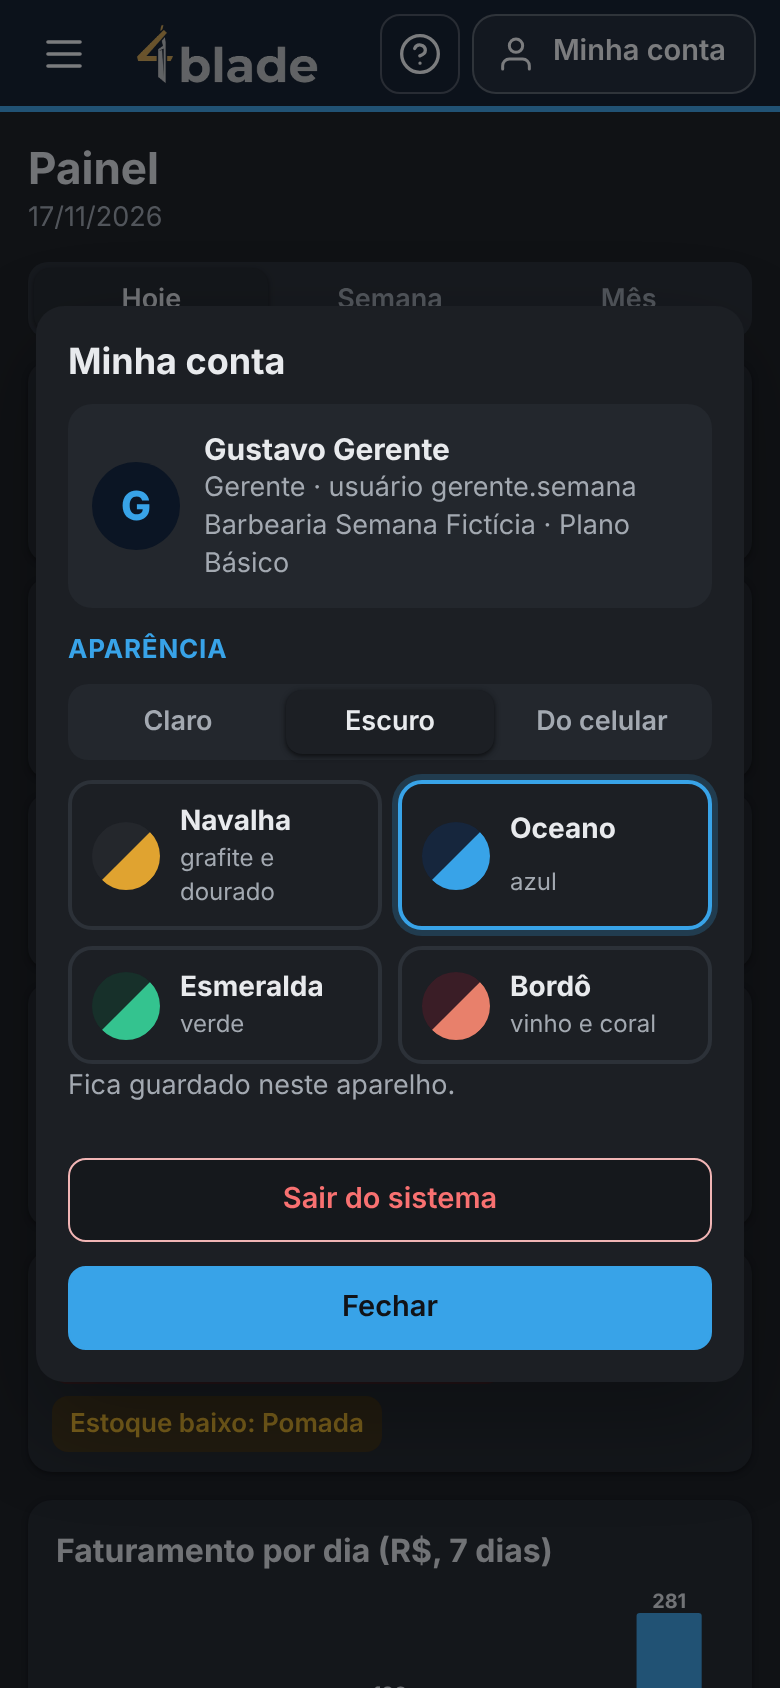 4blade
Minha conta
Painel
17/11/2026
Hoje
Semana
Mês
Minha conta
G
Gustavo Gerente
Gerente · usuário gerente.semana
Barbearia Semana Fictícia · Plano
Básico
APARÊNCIA
Claro
Escuro
Do celular
Navalha
grafite e
dourado
Oceano
azul
Esmeralda
verde
Bordô
vinho e coral
Fica guardado neste aparelho.
Sair do sistema
Fechar
Estoque baixo: Pomada
Faturamento por dia (R$, 7 dias)
281